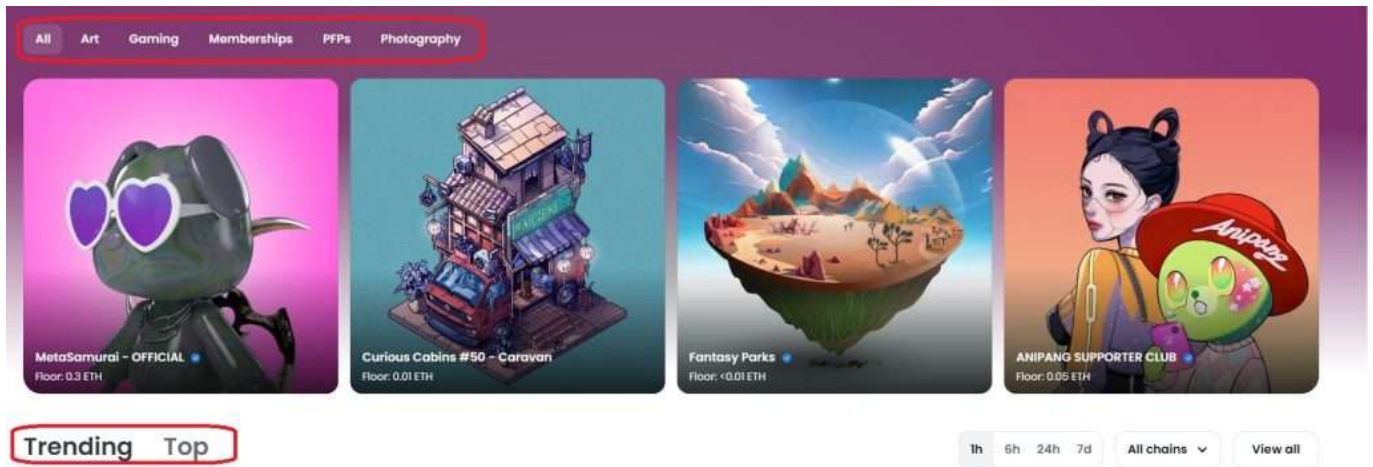 All Art Gaming Memberships PFPs Photography
Anipang
MetaSamurai - OFFICIAL
Floor: 0.3 ETH
Curious Cabins #50 - Caravan
Floor: 0.01 ETH
Fantasy Parks
Floor: <0.01 ETH
ANIPANG SUPPORTER CLUB
Floor: 0.05 ETH
Trending Top
1h 6h 24h 7d All chains View all